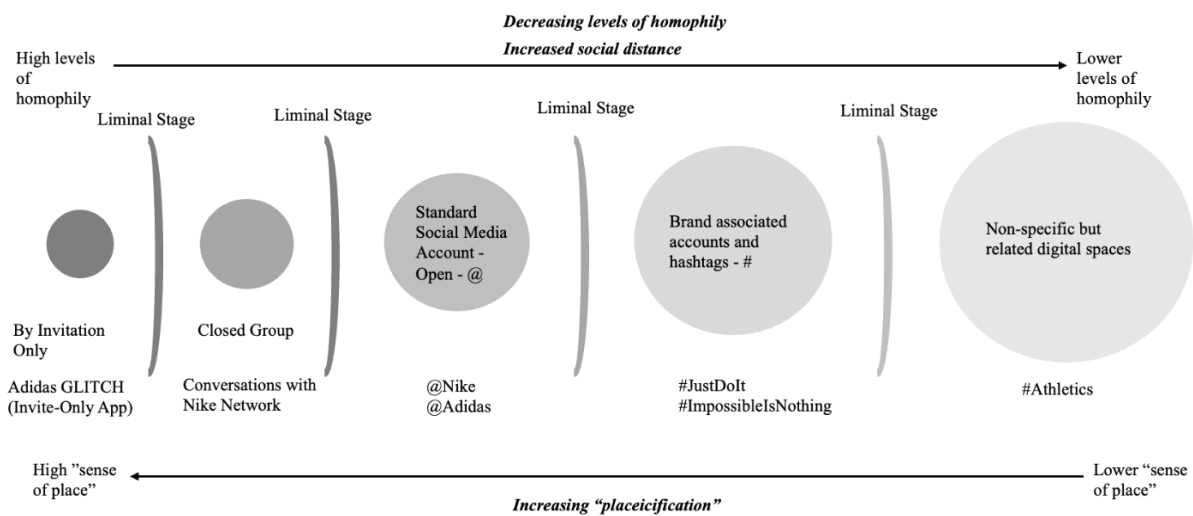 Decreasing levels of homophily
Increased social distance
High levels
of
homophily
Lower
levels of
homophily
Liminal Stage
Liminal Stage
Liminal Stage
Liminal Stage
Standard
Social Media
Account -
Open - @
Brand associated
accounts and
hashtags - #
Non-specific but
related digital spaces
By Invitation
Only
Closed Group
Adidas GLITCH
(Invite-Only App)
Conversations with
Nike Network
@Nike
@Adidas
#JustDoIt
#ImpossibleIsNothing
#Athletics
High ”sense
of place”
Lower “sense
of place”
Increasing “placeicification”